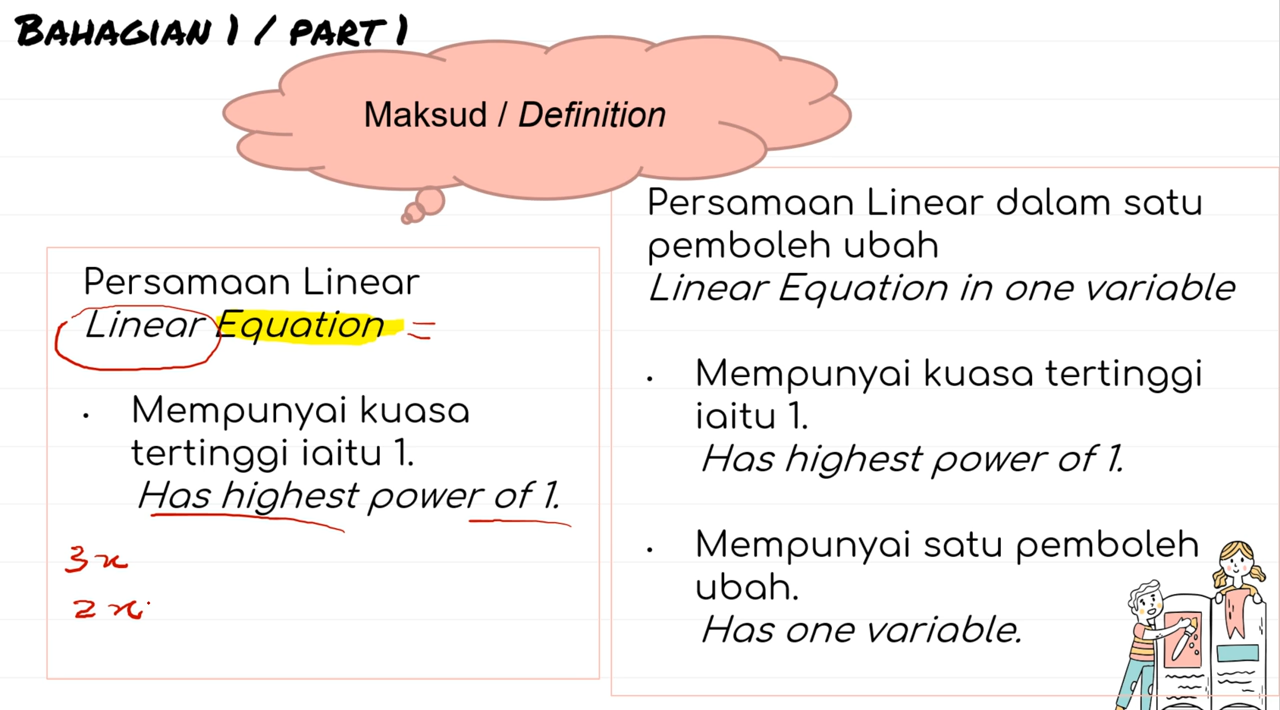 BAHAGIAN 1 / PART 1
Maksud / Definition
Persamaan Linear
Linear Equation =
• Mempunyai kuasa
tertinggi iaitu 1.
Has highest power of 1.
3x
2x
Persamaan Linear dalam satu
pemboleh ubah
Linear Equation in one variable
• Mempunyai kuasa tertinggi
iaitu 1.
Has highest power of 1.
• Mempunyai satu pemboleh
ubah.
Has one variable.